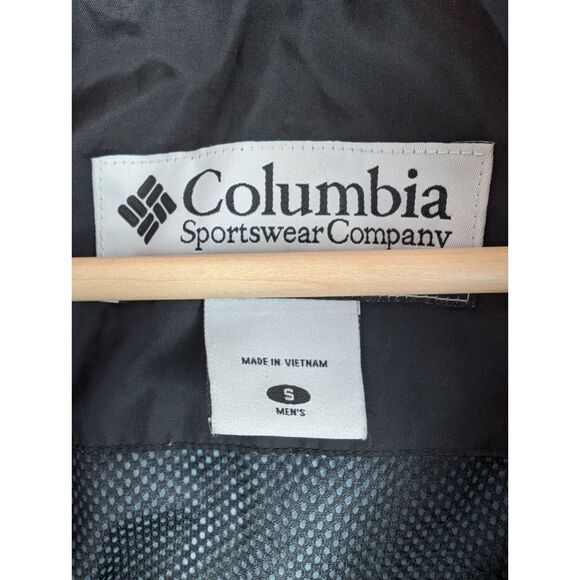 Columbia
Sportswear Company
MADE IN VIETNAM
S
MEN'S